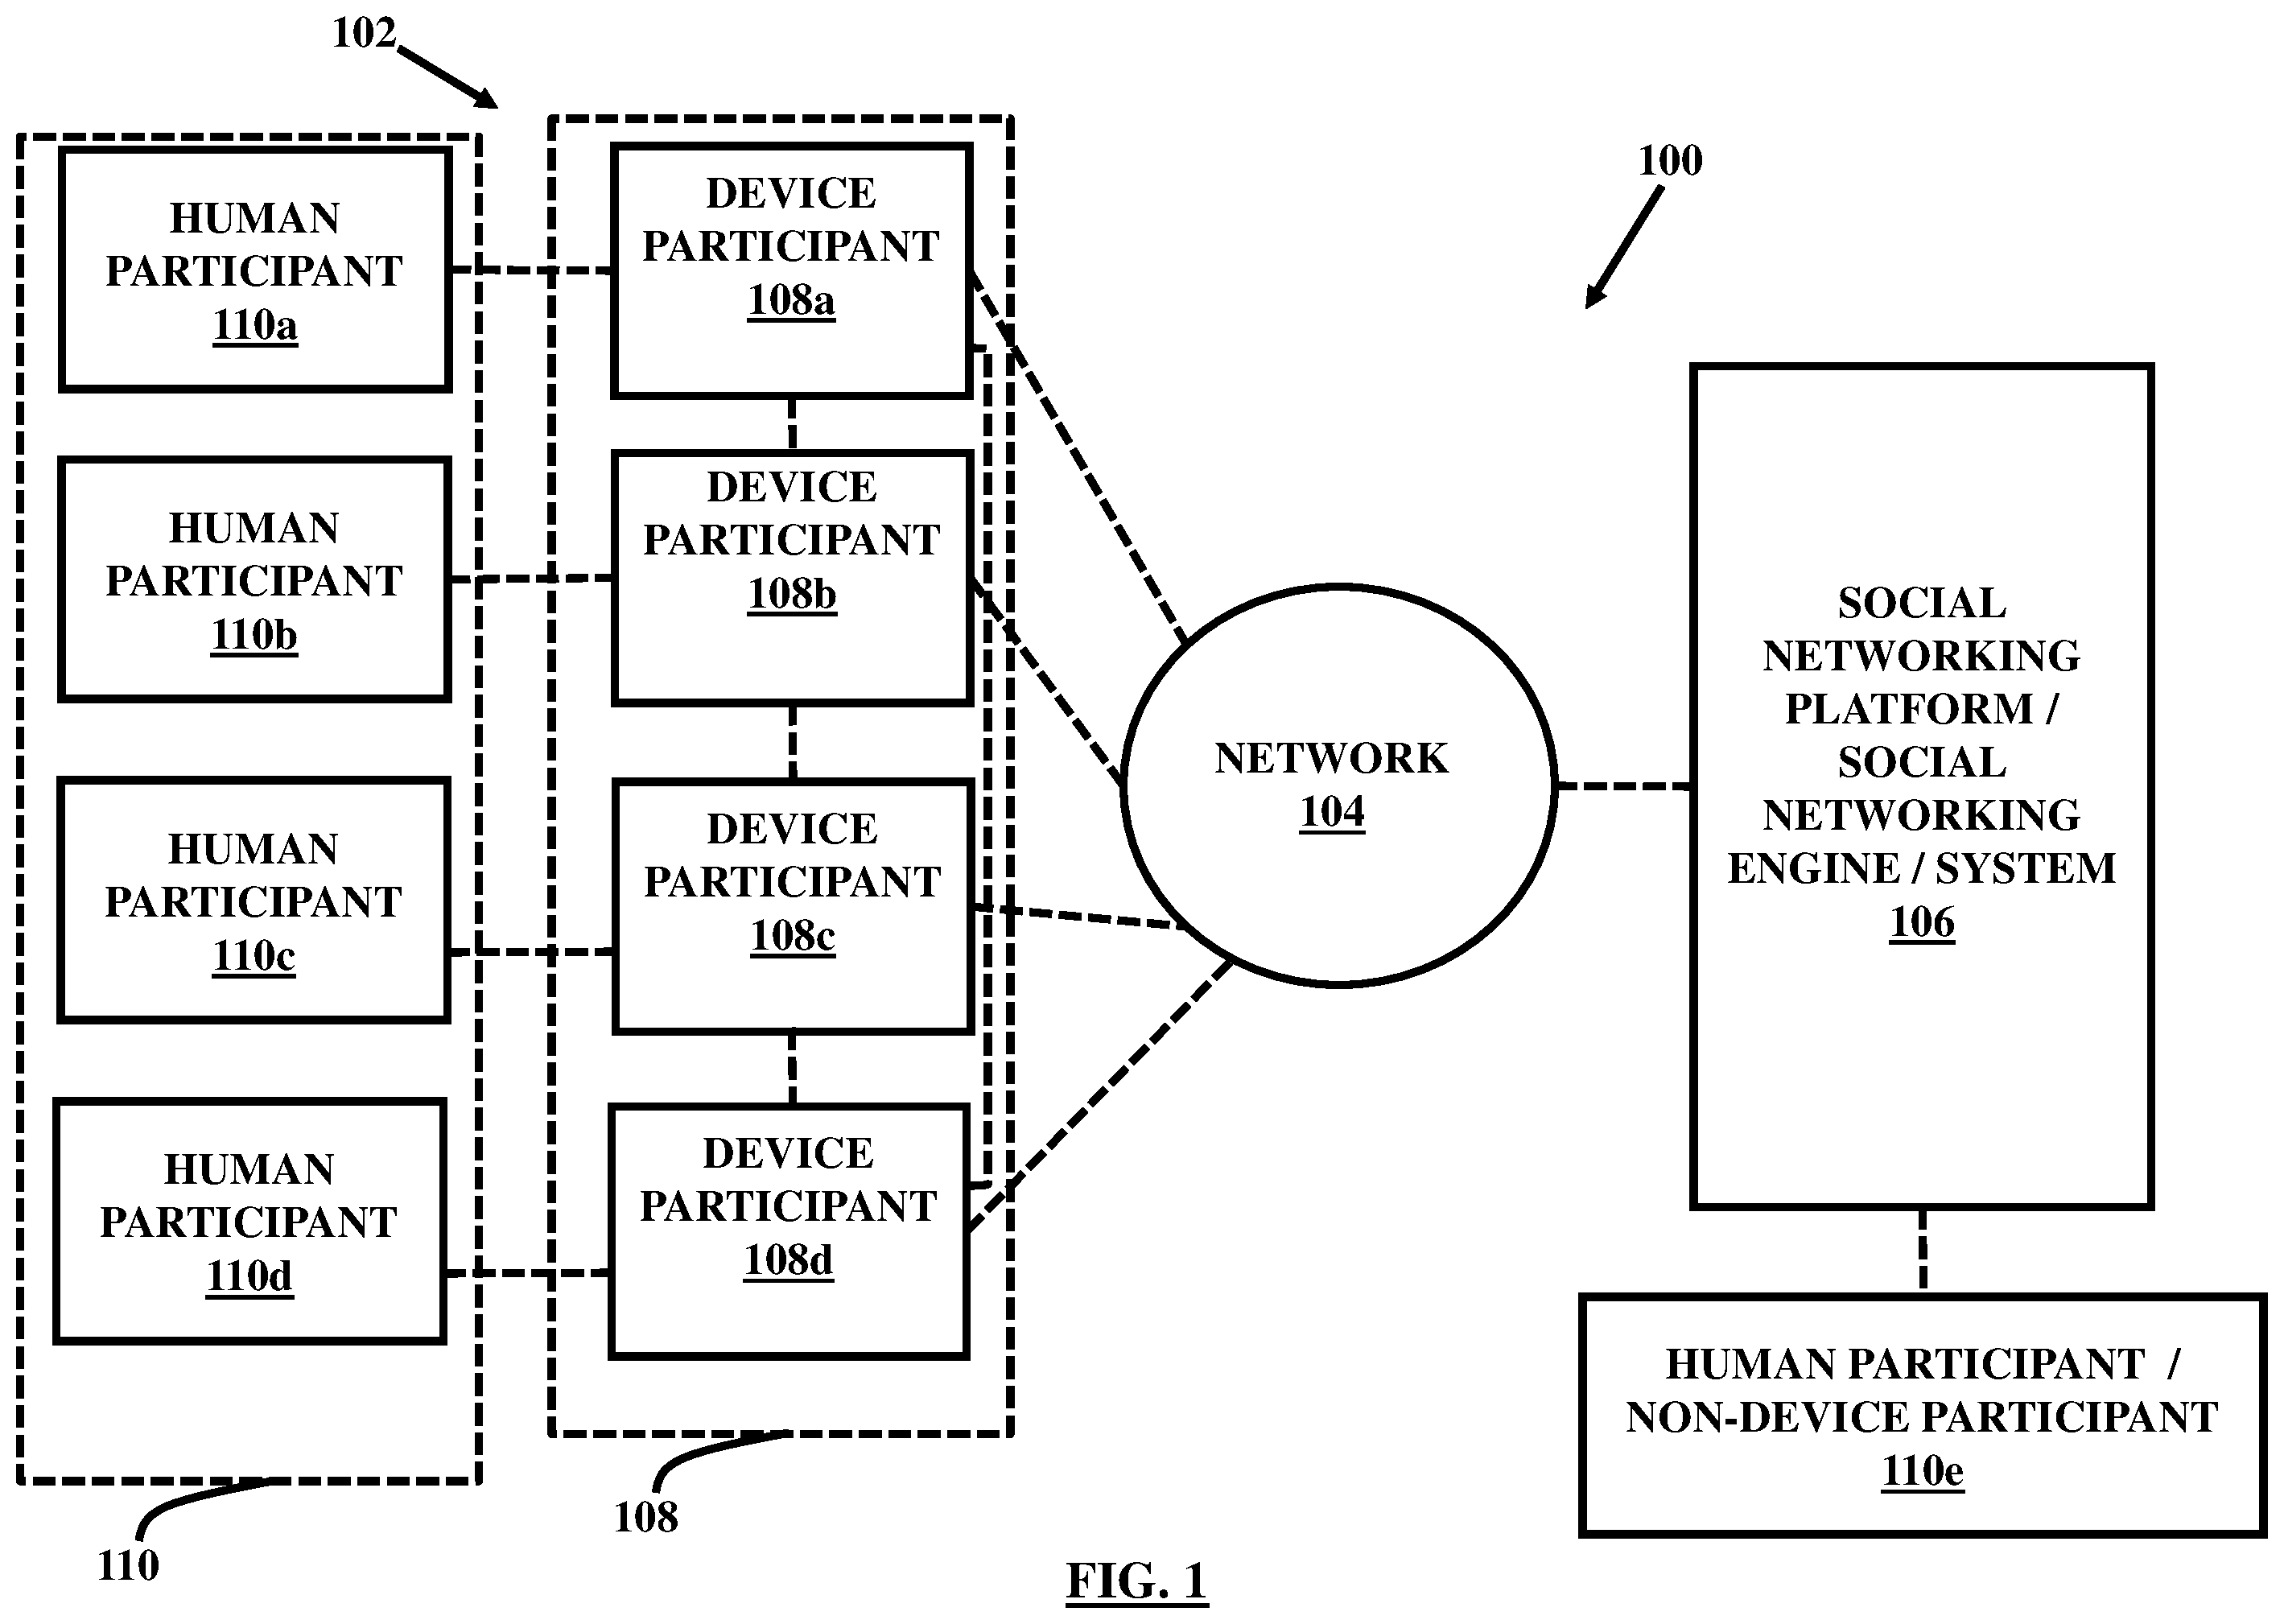 102
100
HUMAN
PARTICIPANT
110a
DEVICE
PARTICIPANT
108a
HUMAN
PARTICIPANT
110b
DEVICE
PARTICIPANT
108b
HUMAN
PARTICIPANT
110c
DEVICE
PARTICIPANT
108c
HUMAN
PARTICIPANT
110d
DEVICE
PARTICIPANT
108d
NETWORK
104
SOCIAL
NETWORKING
PLATFORM /
SOCIAL
NETWORKING
ENGINE / SYSTEM
106
HUMAN PARTICIPANT /
NON-DEVICE PARTICIPANT
110e
110
108
FIG. 1